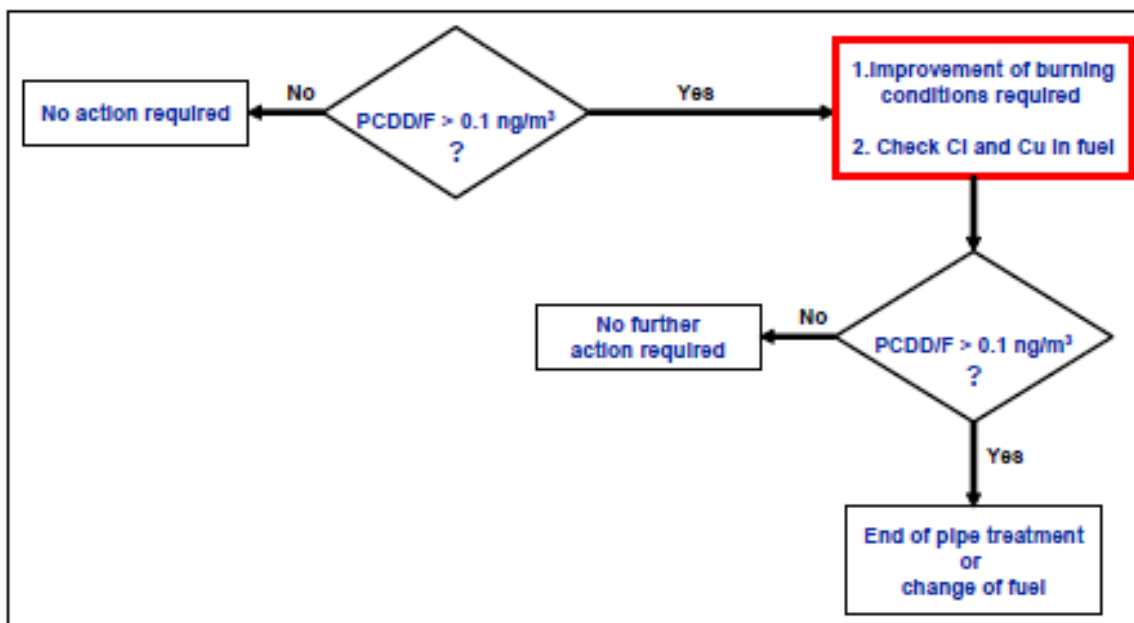 No
Yes
No action required
PCDD/F > 0.1 ng/m³
?
1.Improvement of burning
conditions required
2. Check Cl and Cu in fuel
No
No further
action required
PCDD/F > 0.1 ng/m³
?
Yes
End of pipe treatment
or
change of fuel